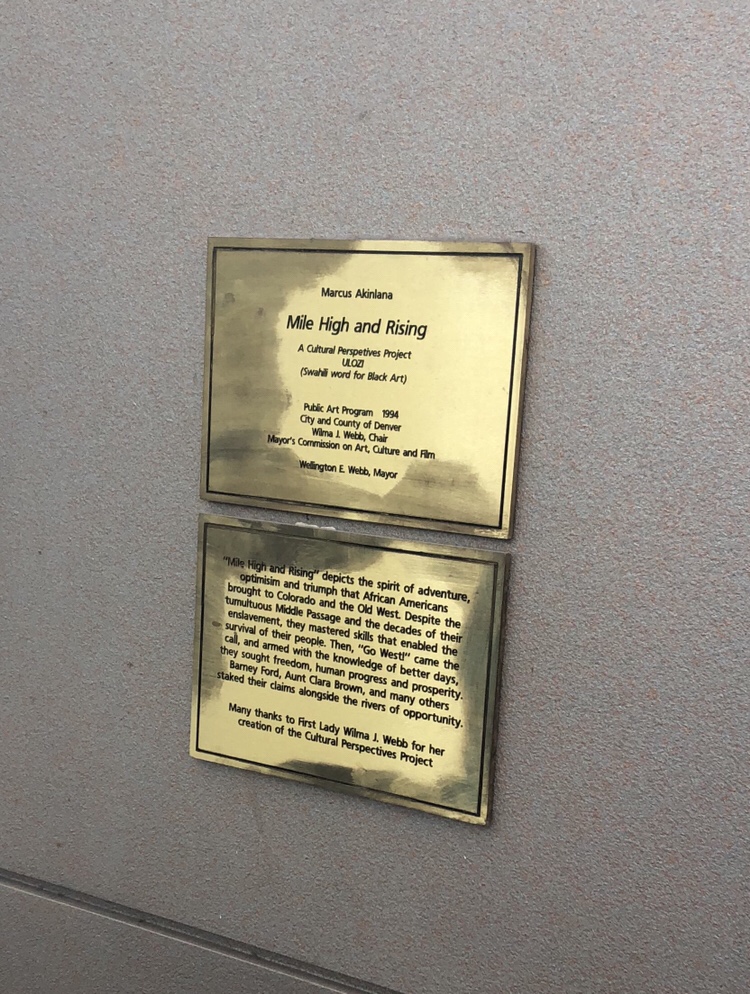 Marcus Akinlana
Mile High and Rising
A Cultural Perspetives Project
ULOZI
(Swahili word for Black Art)
Public Art Program 1994
City and County of Denver
Wilma J. Webb, Chair
Mayor's Commission on Art, Culture and Film
Wellington E. Webb, Mayor
"Mile High and Rising" depicts the spirit of adventure,
optimisim and triumph that African Americans
brought to Colorado and the Old West. Despite the
tumultuous Middle Passage and the decades of their
enslavement, they mastered skills that enabled the
survival of their people. Then, "Go West!" came the
call, and armed with the knowledge of better days,
they sought freedom, human progress and prosperity.
Barney Ford, Aunt Clara Brown, and many others
staked their claims alongside the rivers of opportunity.
Many thanks to First Lady Wilma J. Webb for her
creation of the Cultural Perspectives Project